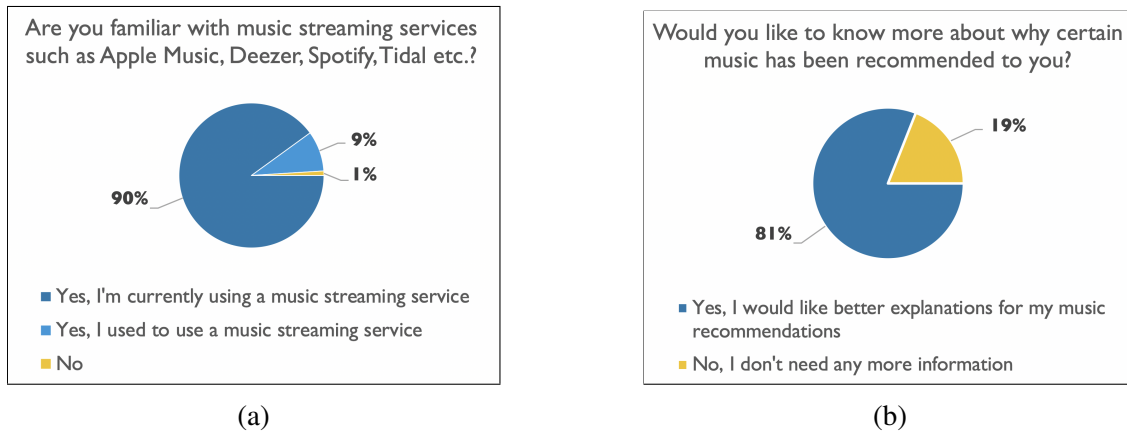 Are you familiar with music streaming services
such as Apple Music, Deezer, Spotify, Tidal etc.?
9%
1%
90%
Yes, I'm currently using a music streaming service
Yes, I used to use a music streaming service
No
(a)
Would you like to know more about why certain
music has been recommended to you?
19%
81%
Yes, I would like better explanations for my music
recommendations
No, I don't need any more information
(b)